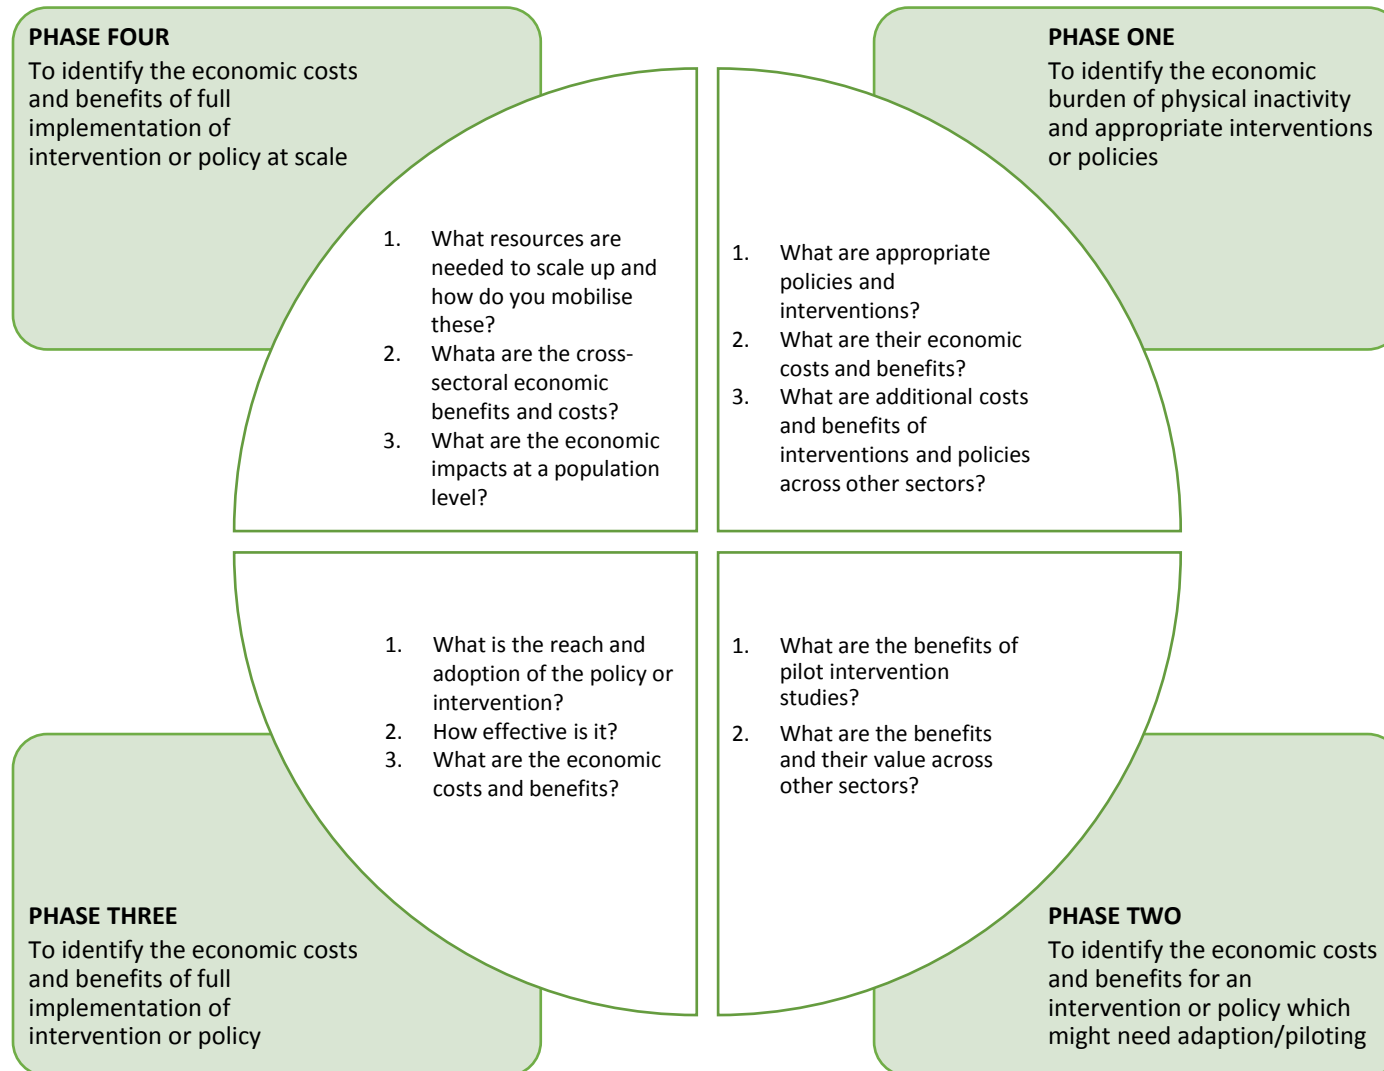 PHASE FOUR
To identify the economic costs
and benefits of full
implementation of
intervention or policy at scale
PHASE ONE
To identify the economic
burden of physical inactivity
and appropriate interventions
or policies
1. What resources are
needed to scale up and
how do you mobilise
these?
2. Whata are the cross-
sectoral economic
benefits and costs?
3. What are the economic
impacts at a population
level?
1. What are appropriate
policies and
interventions?
2. What are their economic
costs and benefits?
3. What are additional costs
and benefits of
interventions and policies
across other sectors?
1. What is the reach and
adoption of the policy or
intervention?
2. How effective is it?
3. What are the economic
costs and benefits?
1. What are the benefits of
pilot intervention
studies?
2. What are the benefits
and their value across
other sectors?
PHASE THREE
To identify the economic costs
and benefits of full
implementation of
intervention or policy
PHASE TWO
To identify the economic costs
and benefits for an
intervention or policy which
might need adaption/piloting